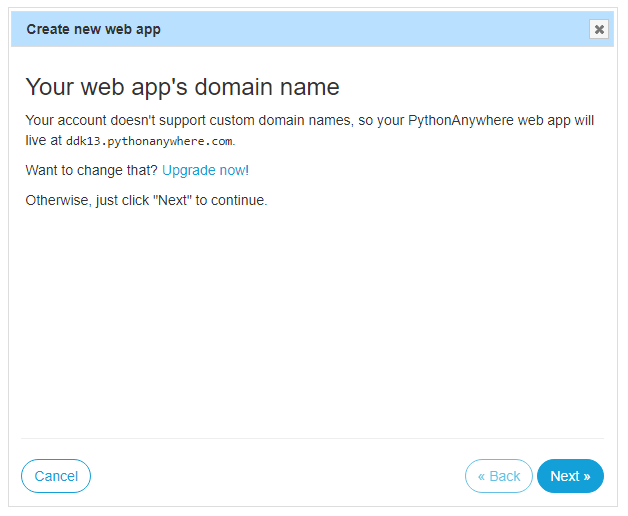 Create new web app
✖
Your web app's domain name
Your account doesn't support custom domain names, so your PythonAnywhere web app will
live at ddk13.pythonanywhere.com.
Want to change that? Upgrade now!
Otherwise, just click "Next" to continue.
Cancel
« Back
Next »